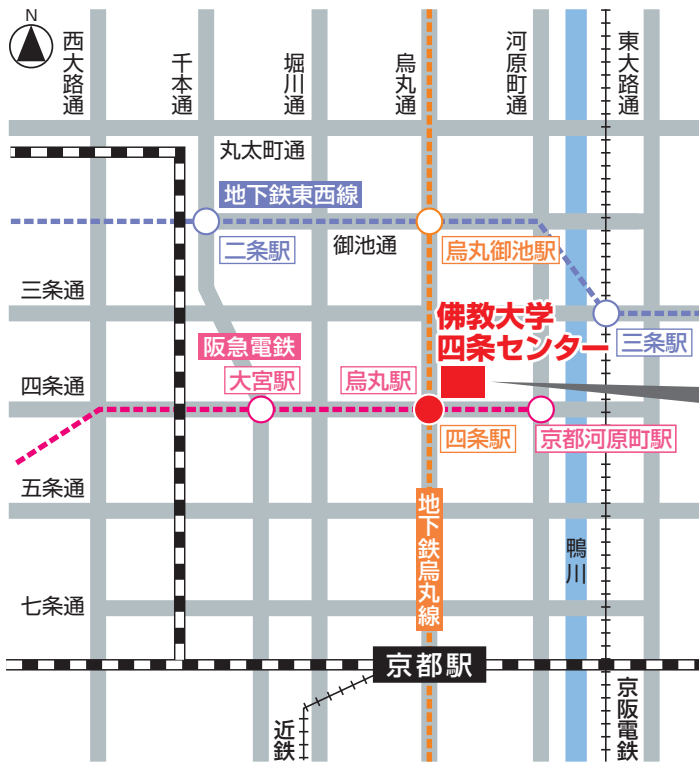 N
西大路通
千本通
堀川通
烏丸通
河原町通
東大路通
丸太町通
地下鉄東西線
二条駅
御池通
烏丸御池駅
三条通
佛教大学
四条センター
三条駅
阪急電鉄
大宮駅
烏丸駅
四条通
四条駅
京都河原町駅
五条通
地下鉄烏丸線
鴨川
七条通
京都駅
近鉄
京阪電鉄